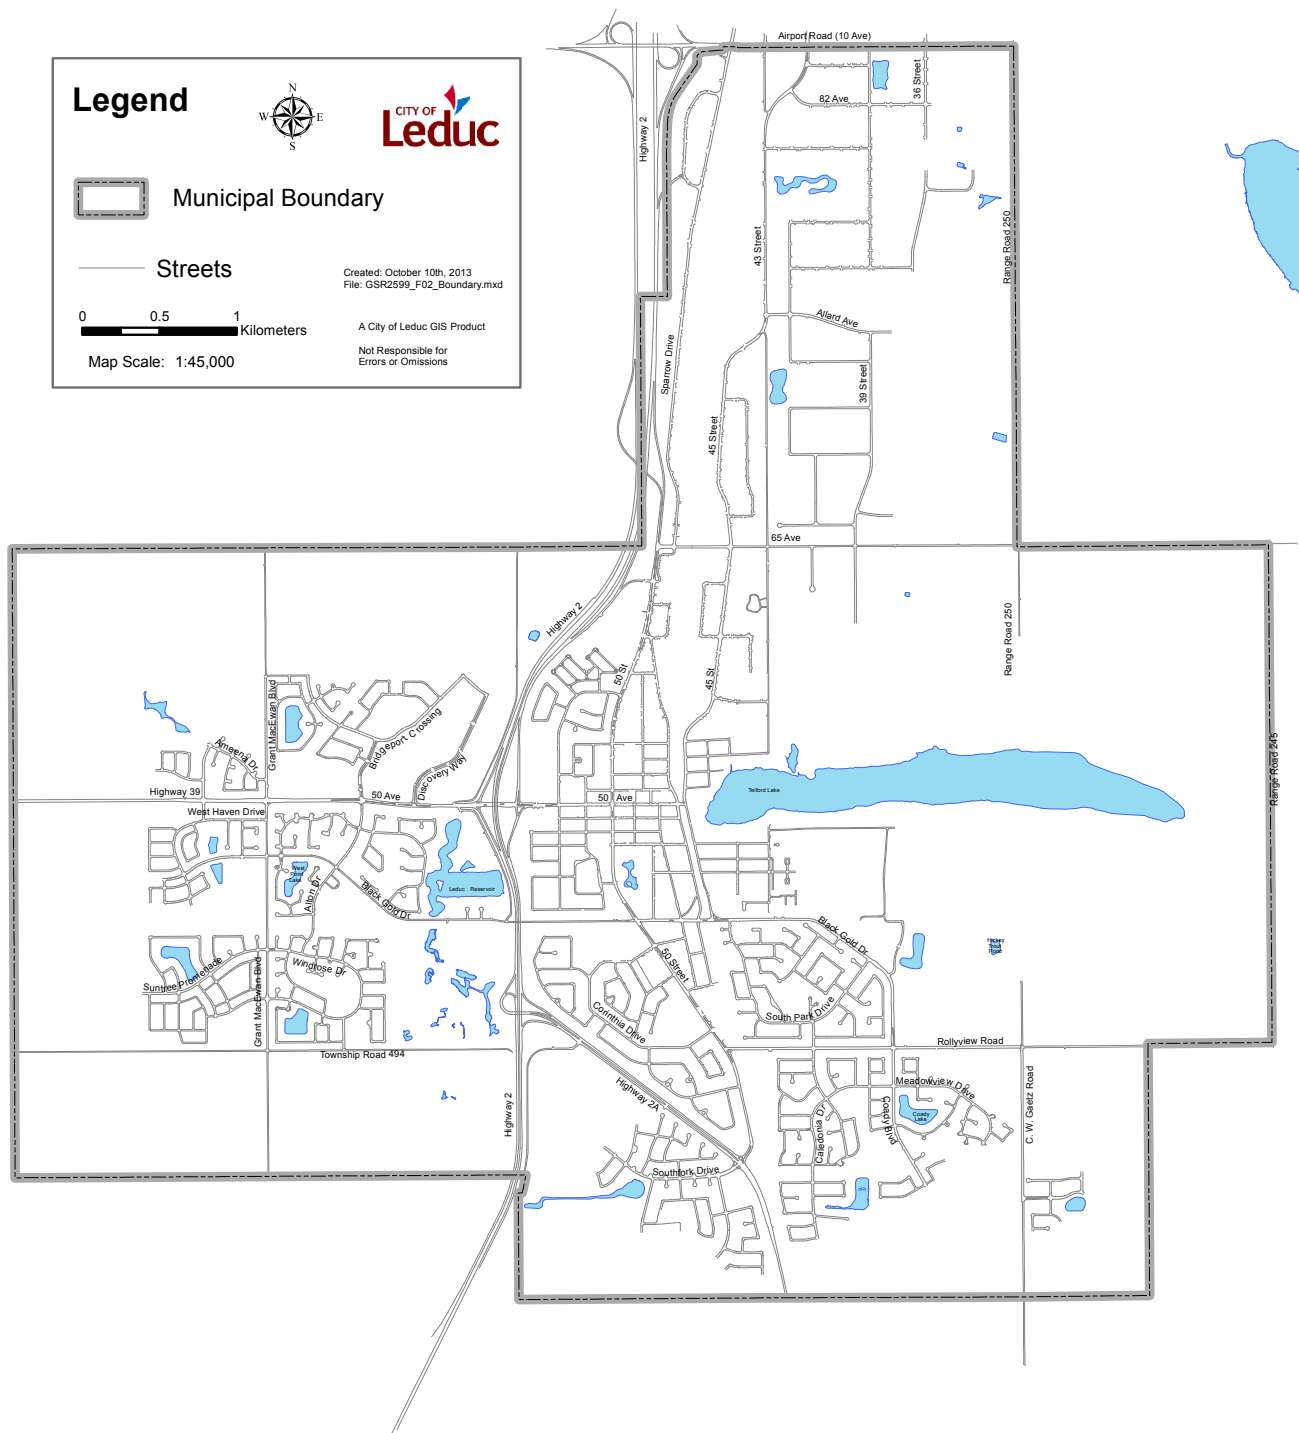 Legend
N
W
E
S
CITY OF
Leduc
Municipal Boundary
Streets
Created: October 10th, 2013
File: GSR2599_F02_Boundary.mxd
0
0.5
1
Kilometers
A City of Leduc GIS Product
Map Scale: 1:45,000
Not Responsible for
Errors or Omissions
Airport Road (10 Ave)
36 Street
82 Ave
Highway 2
43 Street
Range Road 250
Allard Ave
Sparrow Drive
39 Street
45 Street
65 Ave
Highway 2
Range Road 250
50 St
45 St
Grant MacEwan Blvd
Bridgeport Crossing
Ameena Dr
Discovery Way
Range Road 245
Highway 39
50 Ave
50 Ave
Telford Lake
West Haven Drive
West
Point
Lake
Alton Dr
Black Gold Dr
Leduc Reservoir
Black Gold Dr
Hickey
Trout
Pond
50 Street
Suntree Promenade
Windrose Dr
Grant MacEwan Blvd
Corinthia Drive
South Park Drive
Township Road 494
Rollyview Road
Highway 2
Highway 2A
Meadowview Drive
C. W. Gaetz Road
Caledonia Dr
Coady Blvd
Coady
Lake
Southfork Drive